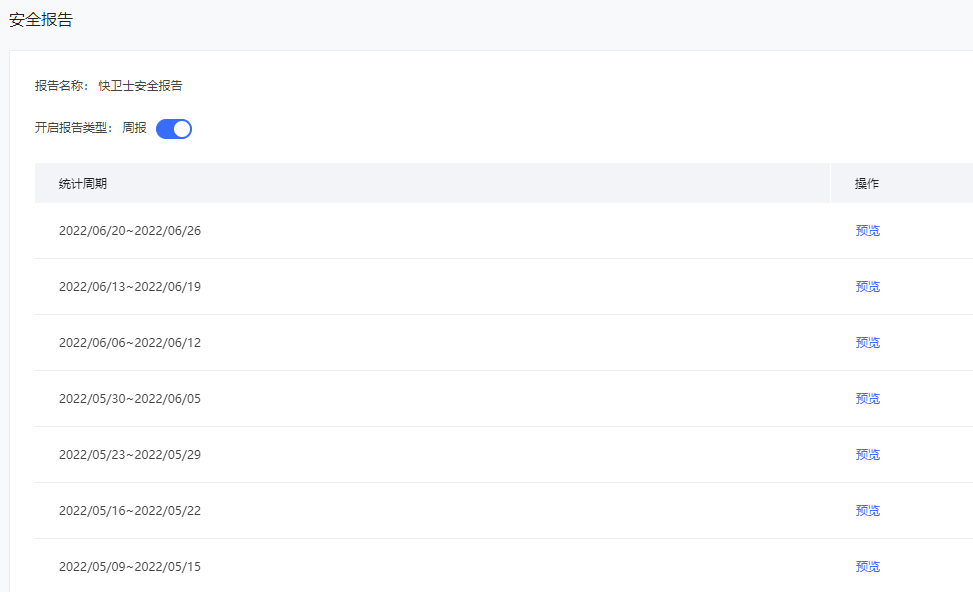 安全报告
报告名称： 快卫士安全报告
开启报告类型： 周报
统计周期 操作
2022/06/20~2022/06/26 预览
2022/06/13~2022/06/19 预览
2022/06/06~2022/06/12 预览
2022/05/30~2022/06/05 预览
2022/05/23~2022/05/29 预览
2022/05/16~2022/05/22 预览
2022/05/09~2022/05/15 预览